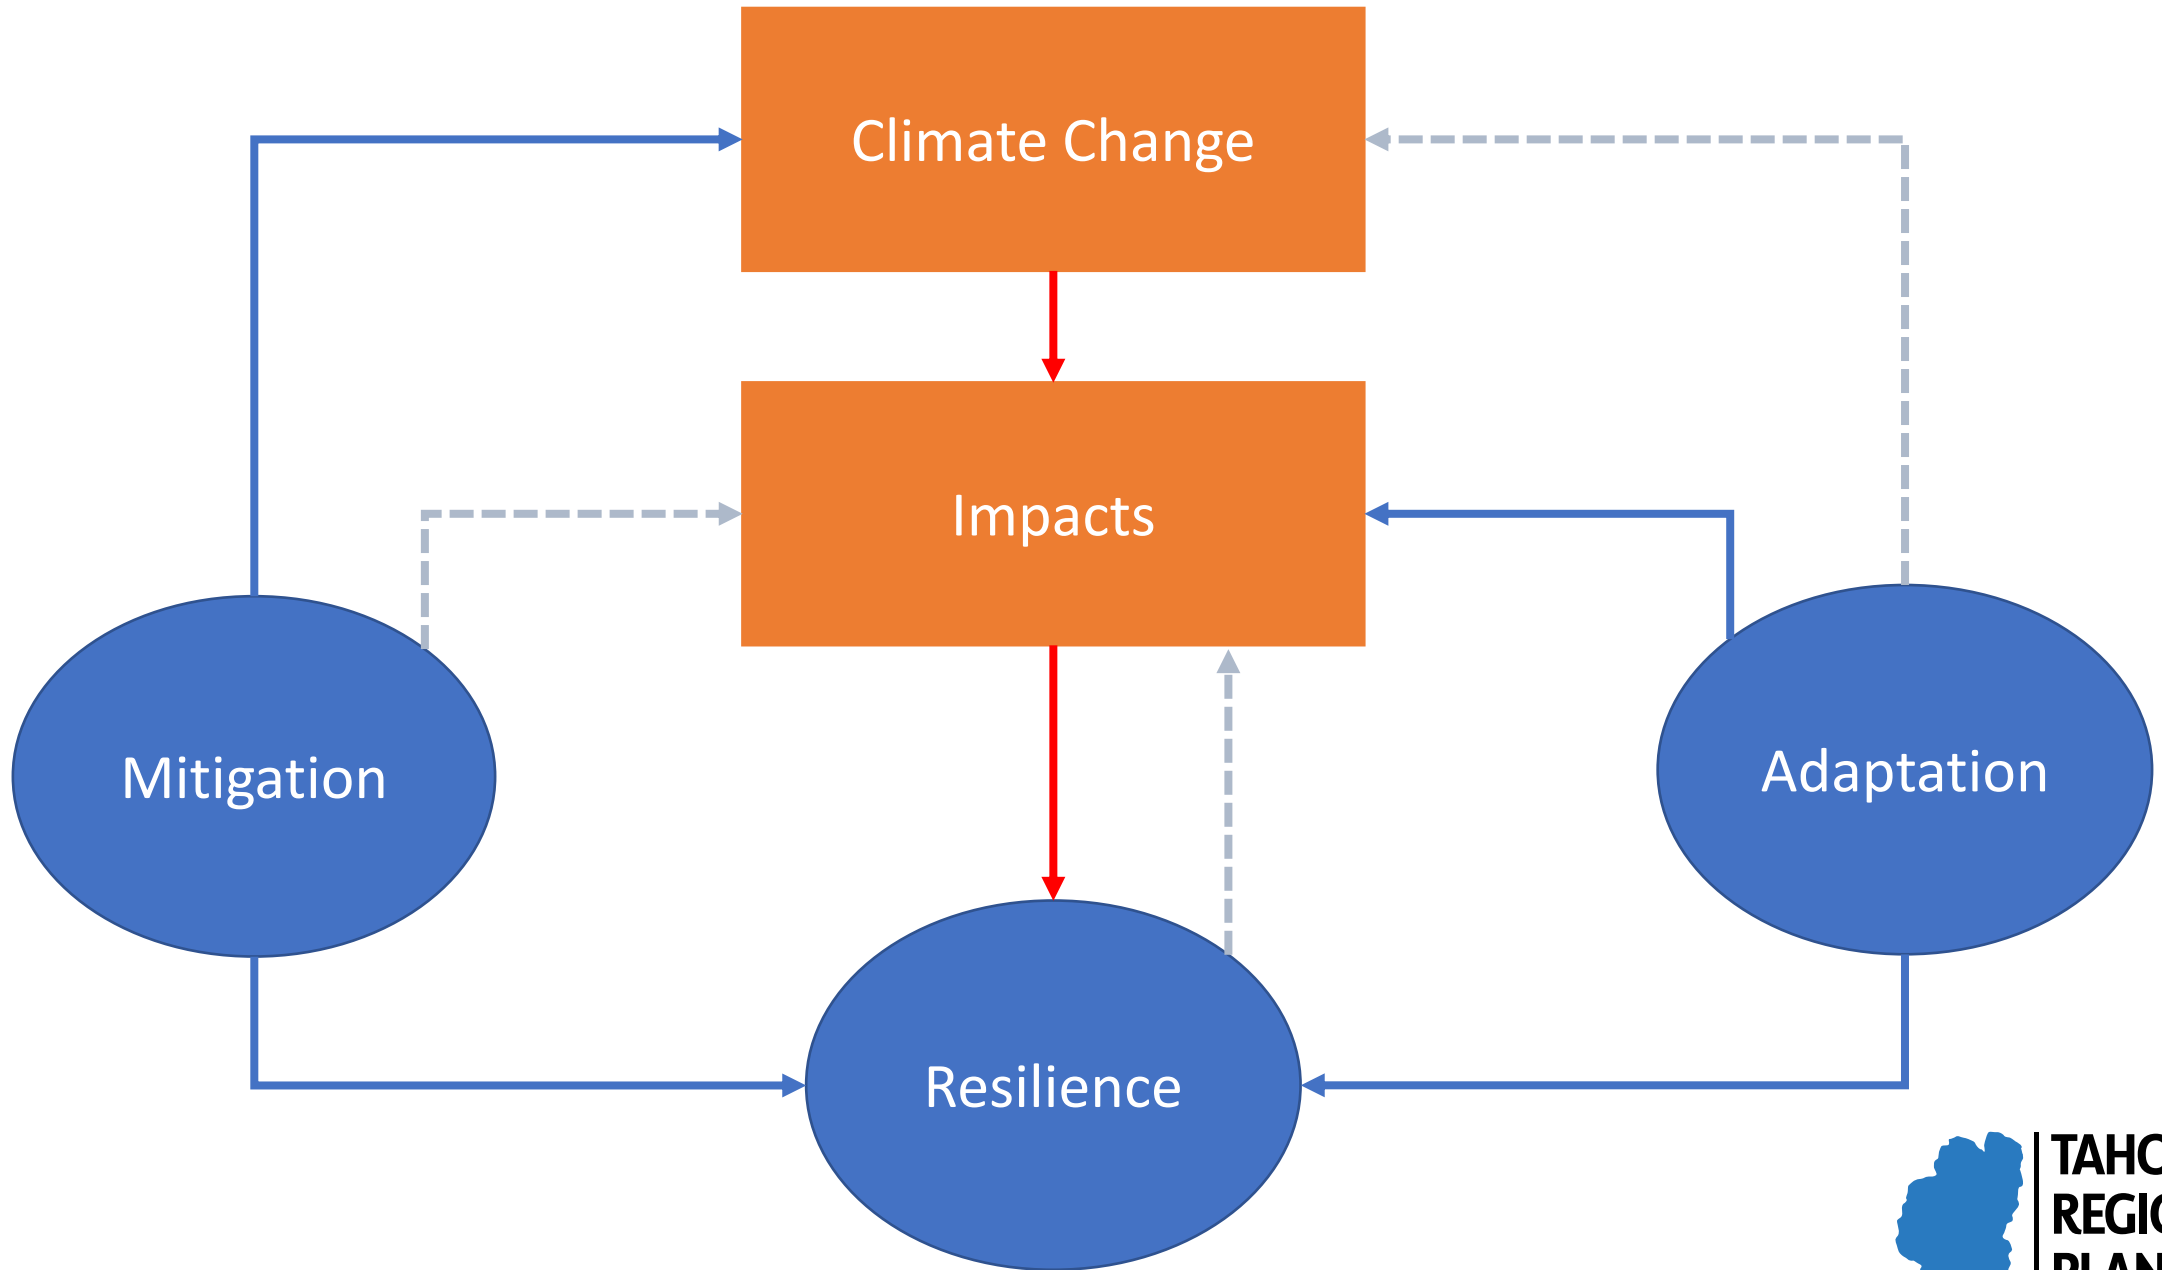 Climate Change
Impacts
Mitigation
Adaptation
Resilience